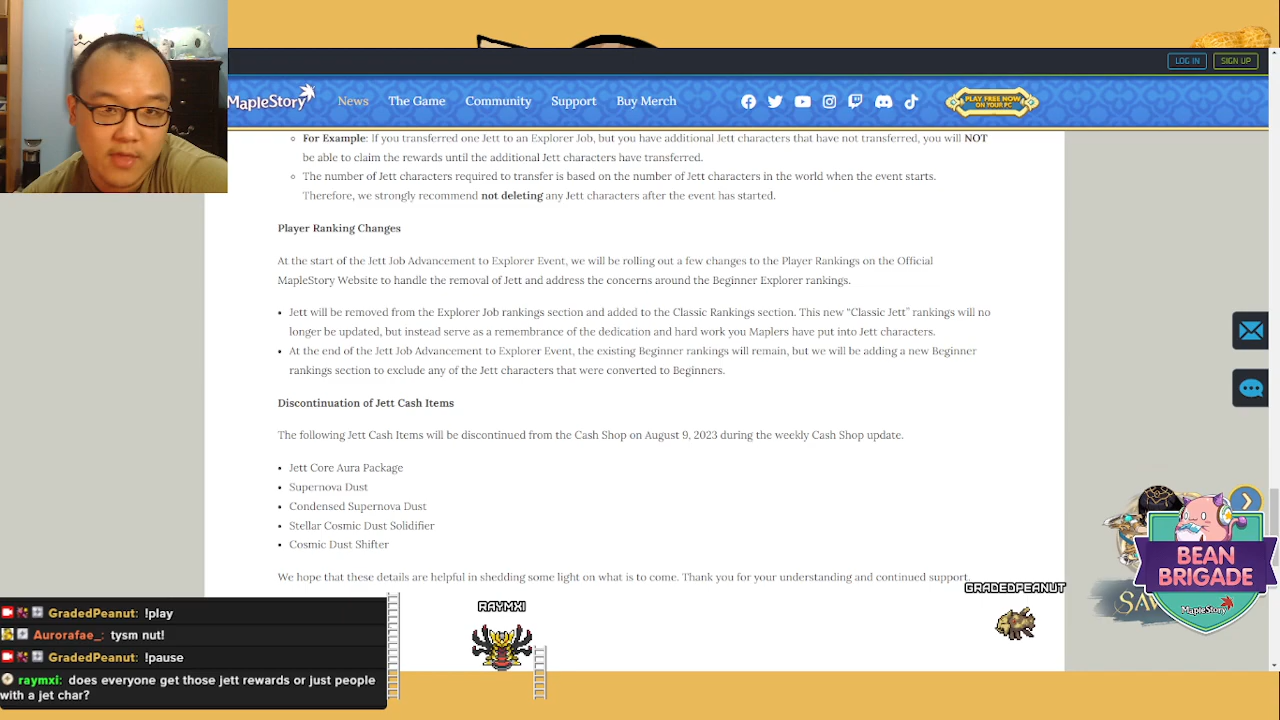 LOG IN
SIGN UP
MapleStory
News
The Game
Community
Support
Buy Merch
PLAY FREE NOW
ON YOUR PC
◦ For Example: If you transferred one Jett to an Explorer Job, but you have additional Jett characters that have not transferred, you will NOT
be able to claim the rewards until the additional Jett characters have transferred.
◦ The number of Jett characters required to transfer is based on the number of Jett characters in the world when the event starts.
Therefore, we strongly recommend not deleting any Jett characters after the event has started.
Player Ranking Changes
At the start of the Jett Job Advancement to Explorer Event, we will be rolling out a few changes to the Player Rankings on the Official
MapleStory Website to handle the removal of Jett and address the concerns around the Beginner Explorer rankings.
• Jett will be removed from the Explorer Job rankings section and added to the Classic Rankings section. This new “Classic Jett” rankings will no
longer be updated, but instead serve as a remembrance of the dedication and hard work you Maplers have put into Jett characters.
• At the end of the Jett Job Advancement to Explorer Event, the existing Beginner rankings will remain, but we will be adding a new Beginner
rankings section to exclude any of the Jett characters that were converted to Beginners.
Discontinuation of Jett Cash Items
The following Jett Cash Items will be discontinued from the Cash Shop on August 9, 2023 during the weekly Cash Shop update.
• Jett Core Aura Package
• Supernova Dust
• Condensed Supernova Dust
• Stellar Cosmic Dust Solidifier
• Cosmic Dust Shifter
We hope that these details are helpful in shedding some light on what is to come. Thank you for your understanding and continued support.
GRADEDPEANUT
RAYMXI
BEAN
BRIGADE
MapleStory
GradedPeanut: !play
Aurorafae_: tysm nut!
GradedPeanut: !pause
raymxi: does everyone get those jett rewards or just people
with a jet char?